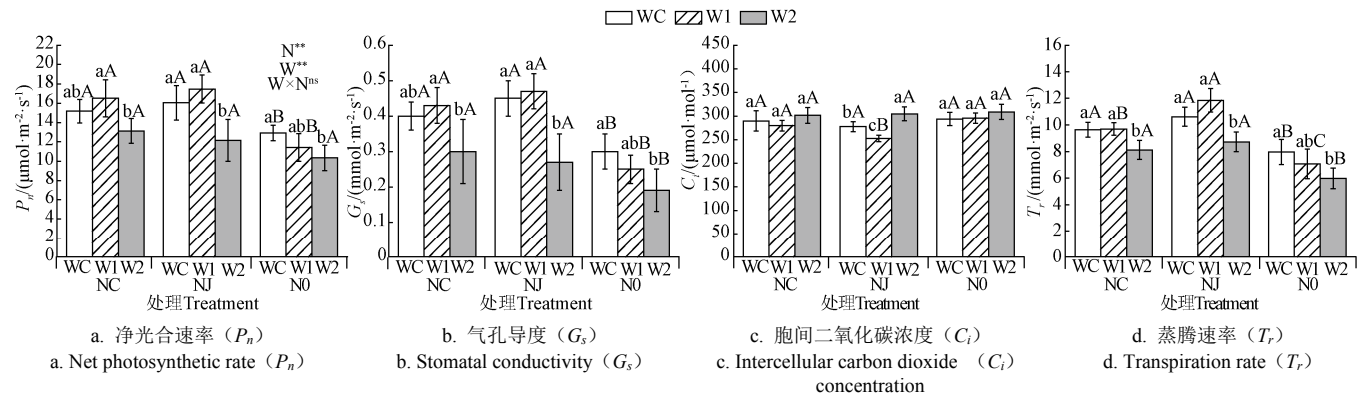 WC W1 W2
22
20
18
16
14
12
10
8
6
4
2
0
Pn/(μmol·m-2·s-1)
abA aA bA aA aA bA aB abB bA
N**
W**
W×Nns
WC W1 W2 WC W1 W2 WC W1 W2
NC NJ N0
处理Treatment
a. 净光合速率（Pn）
a. Net photosynthetic rate（Pn）
0.6
0.5
0.4
0.3
0.2
0.1
0
Gs/(mmol·m-2·s-1)
abA aA bA aA aA bA aB abB bB
WC W1 W2 WC W1 W2 WC W1 W2
NC NJ N0
处理Treatment
b. 气孔导度（Gs）
b. Stomatal conductivity（Gs）
450
400
350
300
250
200
150
100
50
0
Ci/(μmol·mol-1)
aA aA aA bA cB aA aA aA aA
WC W1 W2 WC W1 W2 WC W1 W2
NC NJ N0
处理Treatment
c. 胞间二氧化碳浓度（Ci）
c. Intercellular carbon dioxide （Ci）
concentration
16
14
12
10
8
6
4
2
0
Tr/(mmol·m-2·s-1)
aA aB bA aA aA bA aB abC bB
WC W1 W2 WC W1 W2 WC W1 W2
NC NJ N0
处理Treatment
d. 蒸腾速率（Tr）
d. Transpiration rate（Tr）